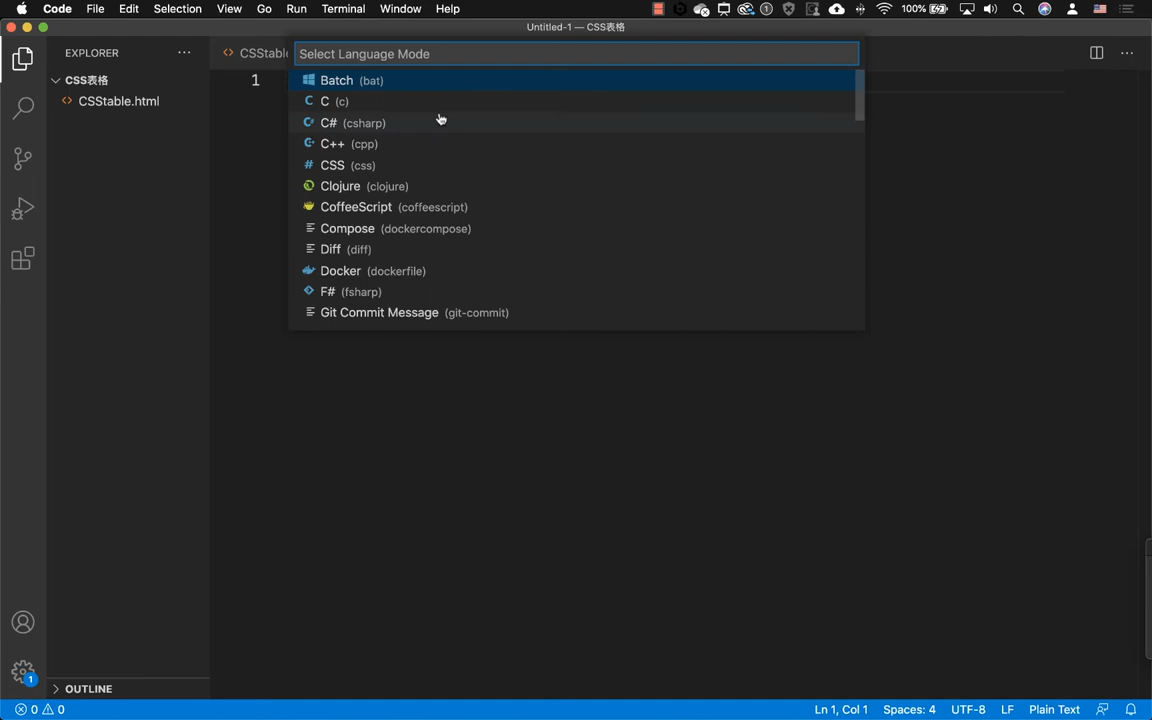 Code File Edit Selection View Go Run Terminal Window Help 100%
Untitled-1 — CSS表格
EXPLORER
CSS表格
CSStable.html
CSStabl
1
Select Language Mode
Batch (bat)
C (c)
C# (csharp)
C++ (cpp)
CSS (css)
Clojure (clojure)
CoffeeScript (coffeescript)
Compose (dockercompose)
Diff (diff)
Docker (dockerfile)
F# (fsharp)
Git Commit Message (git-commit)
1
OUTLINE
0 0 Ln 1, Col 1 Spaces: 4 UTF-8 LF Plain Text